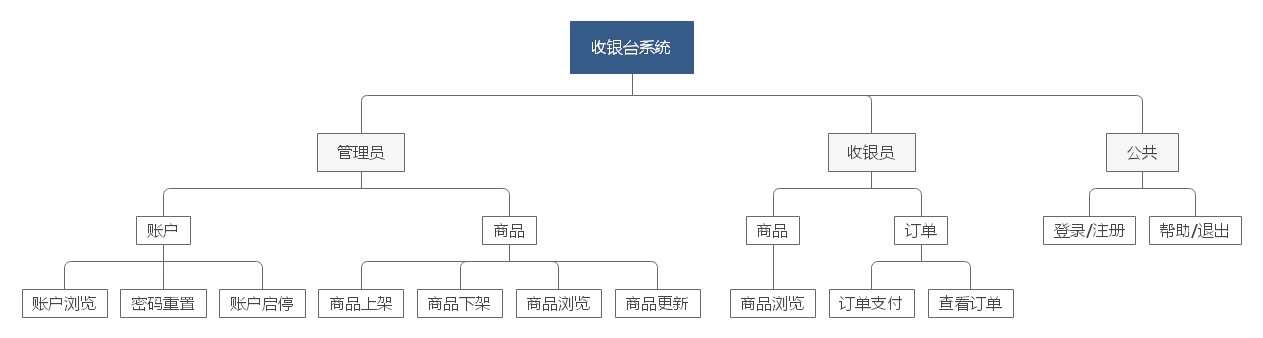 收银台系统
管理员
收银员
公共
账户
商品
商品
订单
登录/注册
帮助/退出
账户浏览
密码重置
账户启停
商品上架
商品下架
商品浏览
商品更新
商品浏览
订单支付
查看订单